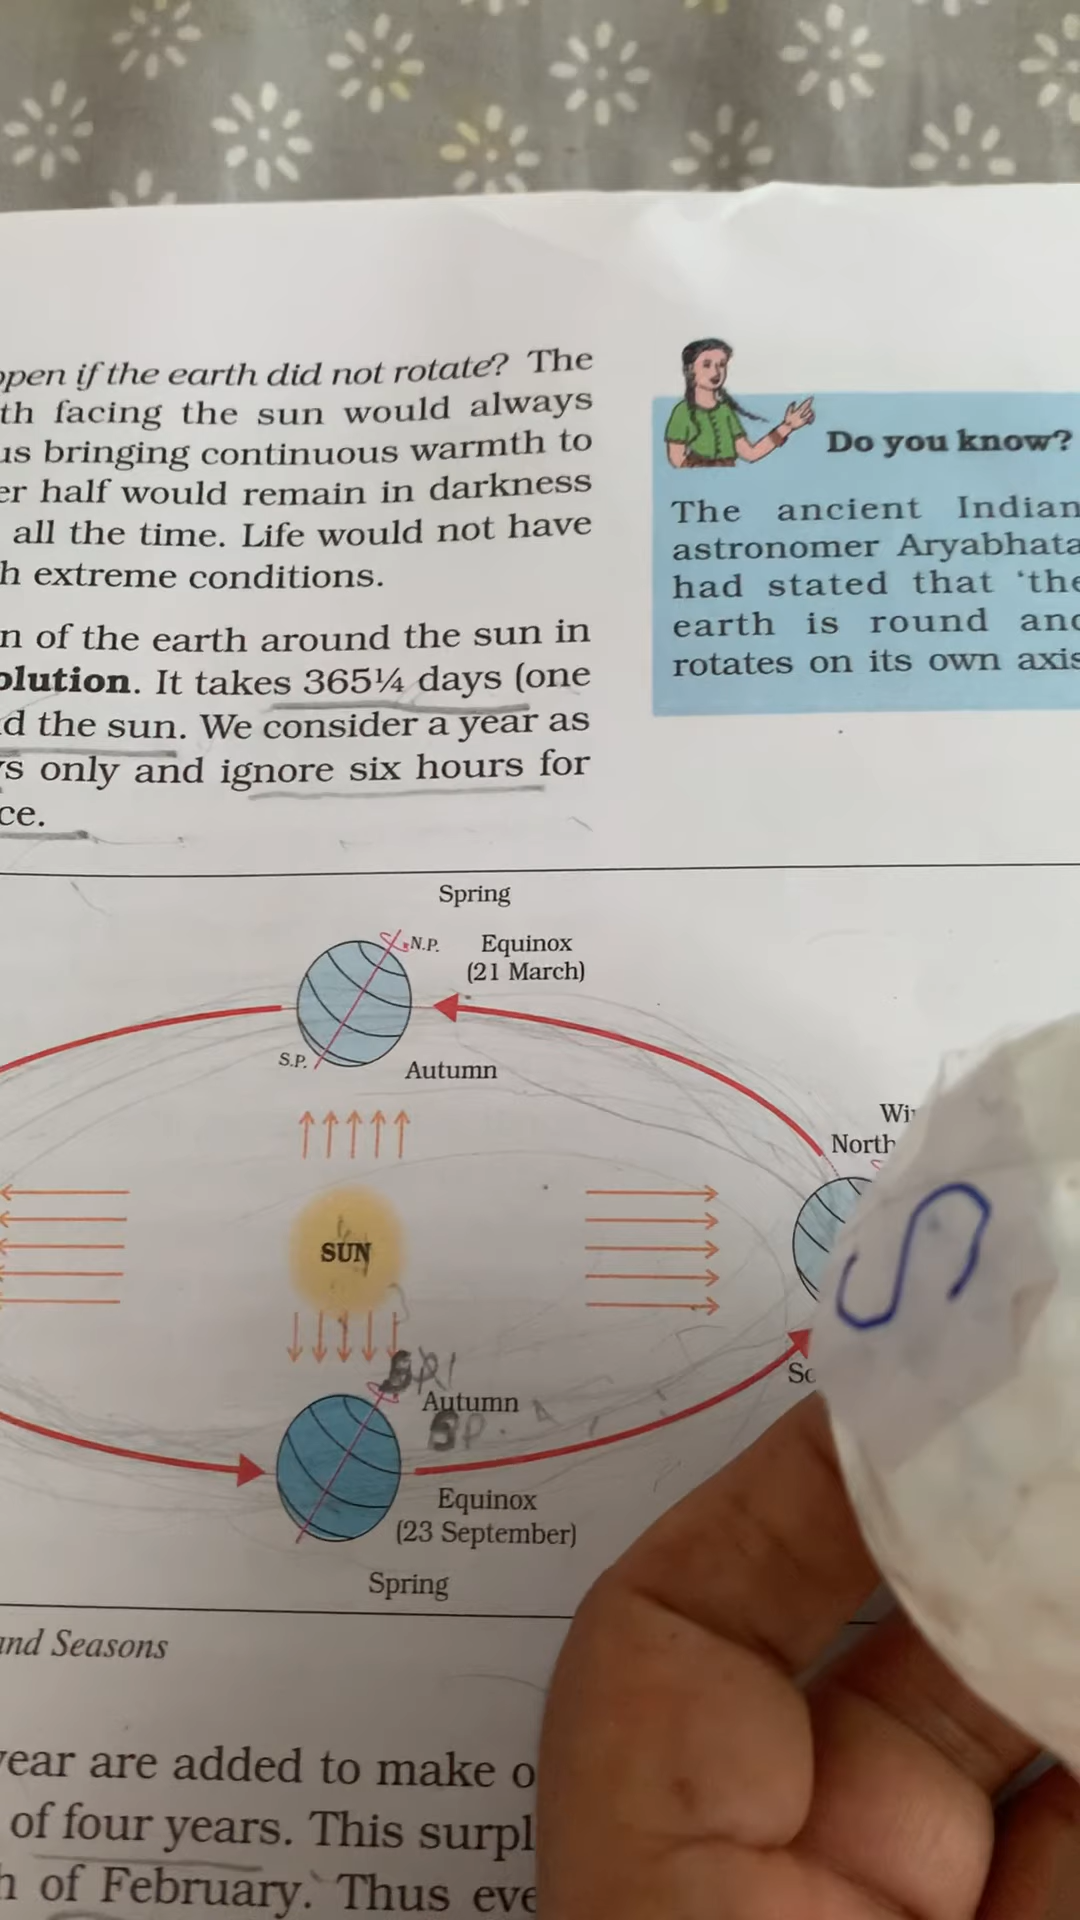 open if the earth did not rotate? The
th facing the sun would always
us bringing continuous warmth to
er half would remain in darkness
all the time. Life would not have
h extreme conditions.
n of the earth around the sun in
olution. It takes 365¼ days (one
d the sun. We consider a year as
s only and ignore six hours for
ce.
Do you know?
The ancient Indian
astronomer Aryabhata
had stated that ‘the
earth is round and
rotates on its own axis
Spring
N.P.
Equinox
(21 March)
S.P.
Autumn
North
SUN
S
Autumn
Equinox
(23 September)
Spring
and Seasons
year are added to make o
of four years. This surpl
h of February. Thus eve